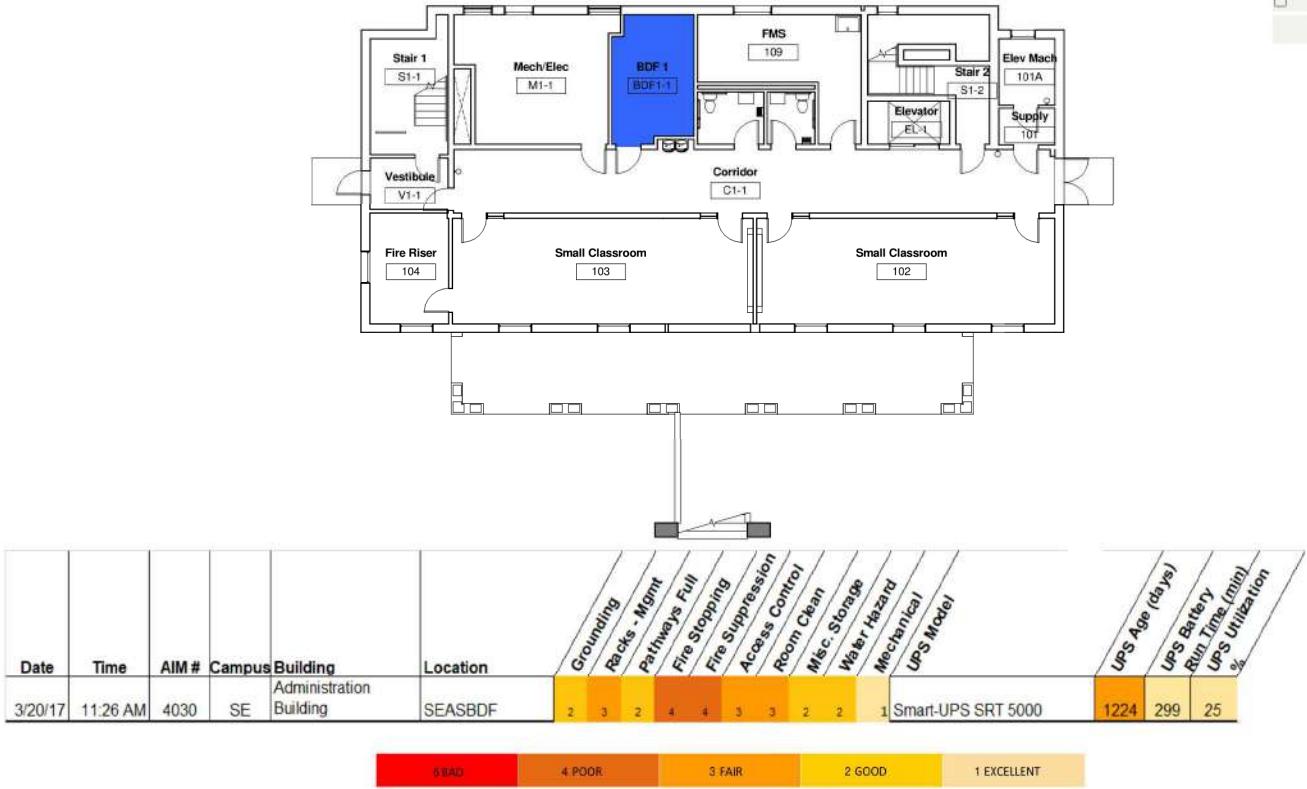 FMS
109
Stair 1
S1-1
Mech/Elec
M1-1
BDF 1
BDF1-1
Stair 2
S1-2
Elev Mach
101A
Elevator
EL-1
Supply
101
Vestibule
V1-1
Corridor
C1-1
Fire Riser
104
Small Classroom
103
Small Classroom
102
Date Time AIM # Campus Building Location Grounding Racks - Mgmt Pathways Full Fire Stopping Fire Suppression Access Control Room Clean Misc. Storage Water Hazard Mechanical UPS Model UPS Age (days) UPS Battery Run Time (min) UPS Utilization %
3/20/17 11:26 AM 4030 SE Administration Building SEASBDF 2 3 2 4 4 3 3 2 2 1 Smart-UPS SRT 5000 1224 299 25
BAD 4 POOR 3 FAIR 2 GOOD 1 EXCELLENT